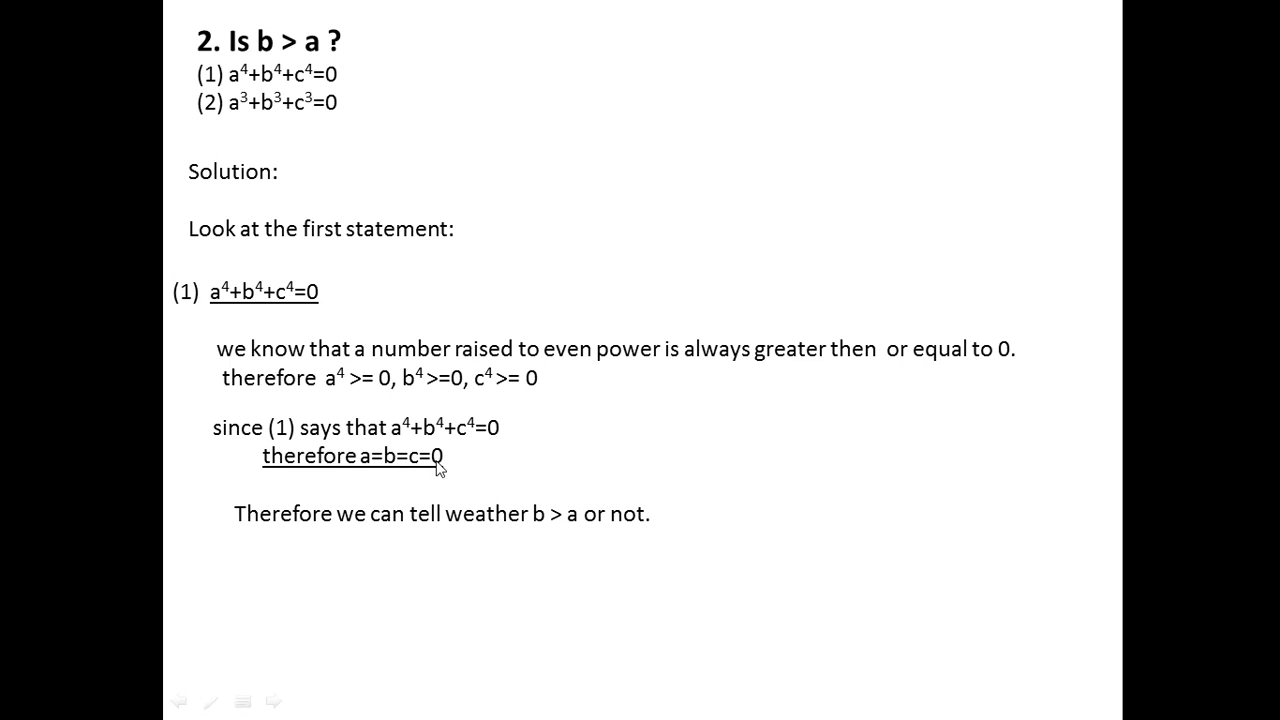 2. Is b > a ?
(1) a⁴+b⁴+c⁴=0
(2) a³+b³+c³=0
Solution:
Look at the first statement:
(1) a⁴+b⁴+c⁴=0
we know that a number raised to even power is always greater then or equal to 0.
therefore a⁴ >= 0, b⁴ >=0, c⁴ >= 0
since (1) says that a⁴+b⁴+c⁴=0
therefore a=b=c=0
Therefore we can tell weather b > a or not.